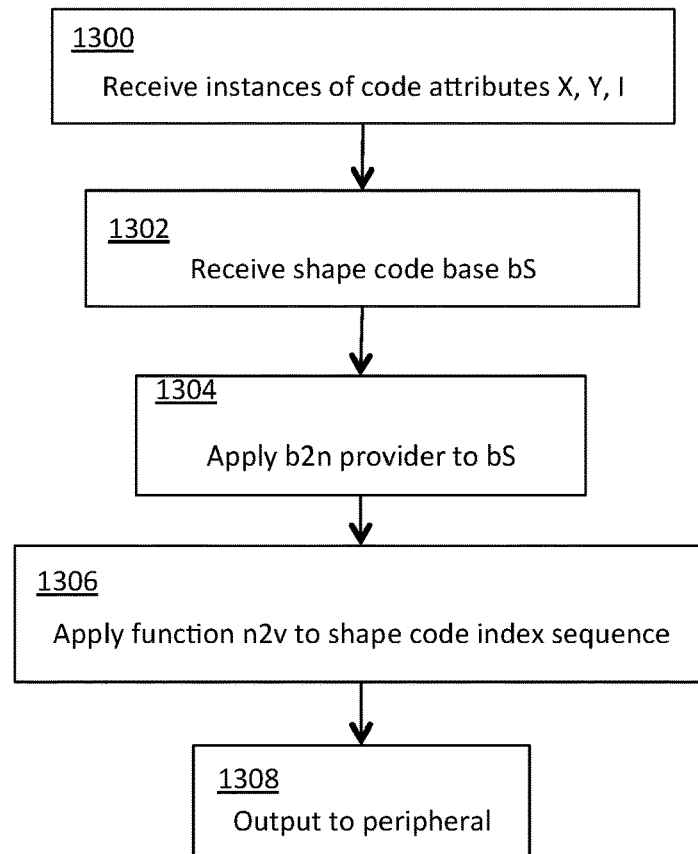 1300
Receive instances of code attributes X, Y, I
1302
Receive shape code base bS
1304
Apply b2n provider to bS
1306
Apply function n2v to shape code index sequence
1308
Output to peripheral